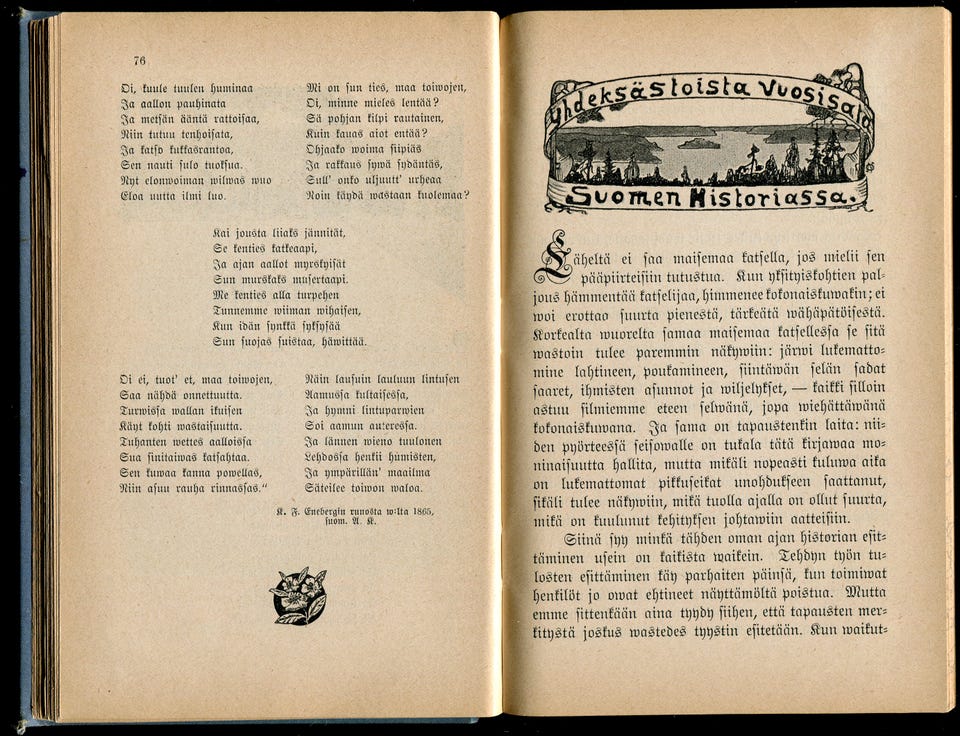 76
Oi, kuule tuulen huminaa
Ja aallon pauhinata
Ja metsän ääntä rattoisaa,
Niin tutuu tenhoisata,
Ja katso kukkasrantoa,
Sen nauti sulo tuoksua.
Nyt elonwoiman wilwas wuo
Eloa uutta ilmi luo.
Mi on sun ties, maa toiwojen,
Oi, minne mieles lentää?
Sä pohjan kilpi rautainen,
Kuin kauas aiot entää?
Ohjaako woima siipiäs
Ja rakkaus sywä sydäntäs,
Sull' onko uljuutt' urheaa
Noin käydä wastaan kuolemaa?
Kai jousta liiaks jännität,
Se kenties katkeaapi,
Ja ajan aallot myrskyisät
Sun murskaks musertaapi.
Me kenties alla turpehen
Tunnemme wiiman wihaisen,
Kun idän synkkä syksysää
Sun suojas suistaa, häwittää.
Oi ei, tuot' et, maa toiwojen,
Saa nähdä onnettuutta.
Turwissa wallan ikuisen
Käyt kohti wastaisuutta.
Tuhanten wettes aalloissa
Sua sinitaiwas katsahtaa.
Sen kuwaa kanna powellas,
Niin asuu rauha rinnassas."
Näin lausuin lauluun lintusen
Aamussa kultaisessa,
Ja hymni lintuparwien
Soi aamun auteressa.
Ja lännen wieno tuulonen
Lehdossa henkii humisten,
Ja ympärillän' maailma
Säteilee toiwon waloa.
K. F. Enebergin runosta w:lta 1865,
suom. A. K.
Yhdeksästoista Vuosisata
Suomen Historiassa.
Läheltä ei saa maisemaa katsella, jos mielii sen
pääpiirteisiin tutustua. Kun yksityiskohtien pal-
jous hämmentää katselijaa, himmenee kokonaiskuwakin; ei
woi erottaa suurta pienestä, tärkeätä wähäpätöisestä.
Korkealta wuorelta samaa maisemaa katsellessa se sitä
wastoin tulee paremmin näkywiin: järwi lukematto-
mine lahtineen, poukamineen, siintäwän selän sadat
saaret, ihmisten asunnot ja wiljelykset, — kaikki silloin
astuu silmiemme eteen selwänä, jopa wiehättäwänä
kokonaiskuwana. Ja sama on tapaustenkin laita: nii-
den pyörteessä seisowalle on tukala tätä kirjawaa mo-
ninaisuutta hallita, mutta mikäli nopeasti kuluwa aika
on lukemattomat pikkuseikat unohdukseen saattanut,
sikäli tulee näkywiin, mikä tuolla ajalla on ollut suurta,
mikä on kuulunut kehityksen johtawiin aatteisiin.
Siinä syy minkä tähden oman ajan historian esit-
täminen usein on kaikista waikein. Tehdyn työn tu-
losten esittäminen käy parhaiten päinsä, kun toimiwat
henkilöt jo owat ehtineet näyttämöltä poistua. Mutta
emme sittenkään aina tyydy siihen, että tapausten mer-
kitystä joskus wastedes tyystin esitetään. Kun waikut-